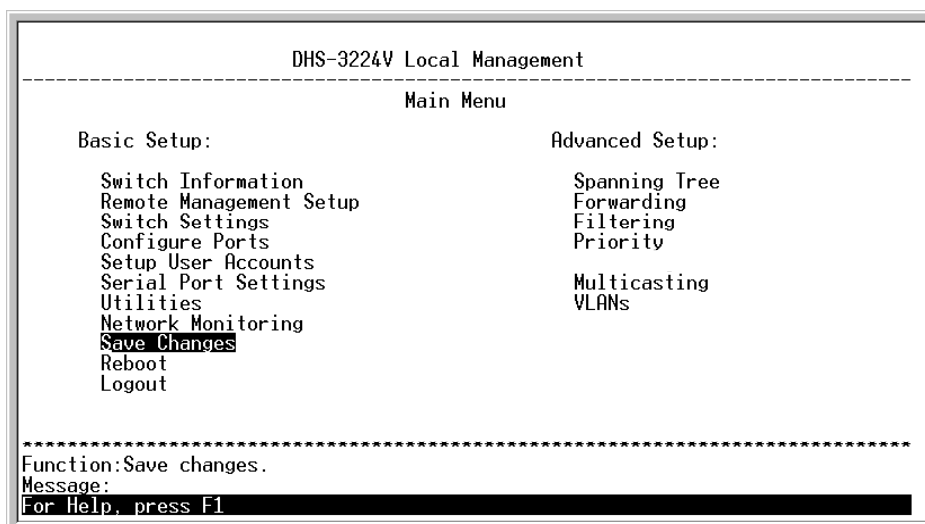 DHS-3224V Local Management
--------------------------------------------------------------------------------
Main Menu
Basic Setup:
Switch Information
Remote Management Setup
Switch Settings
Configure Ports
Setup User Accounts
Serial Port Settings
Utilities
Network Monitoring
Save Changes
Reboot
Logout
Advanced Setup:
Spanning Tree
Forwarding
Filtering
Priority
Multicasting
VLANs
********************************************************************************
Function:Save changes.
Message:
For Help, press F1